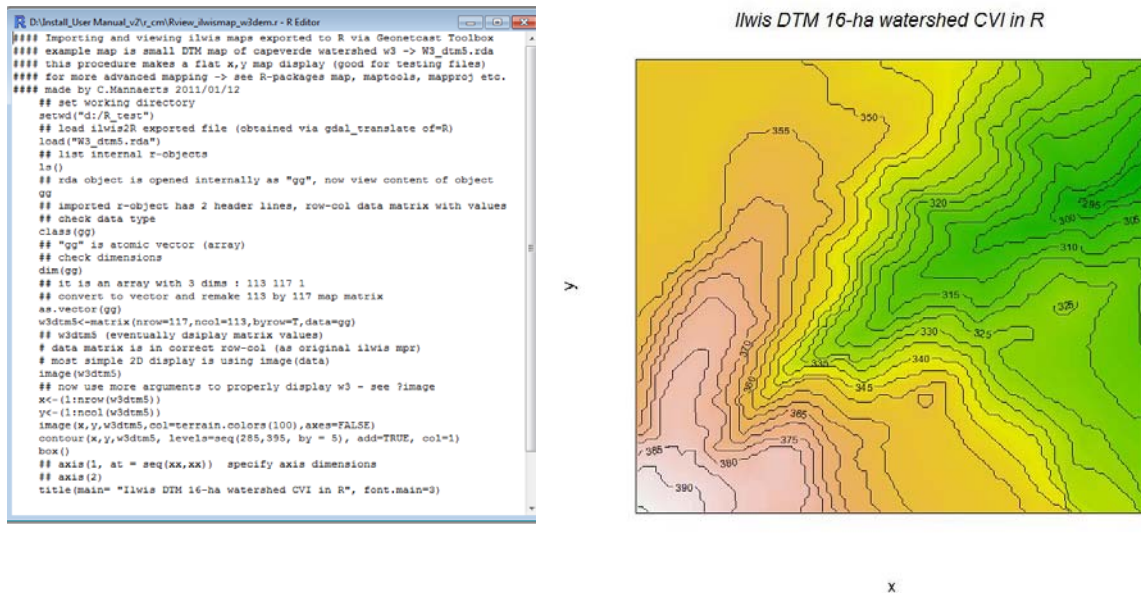 D:\Install_User Manual_v2\r_cm\Rview_ilwismap_w3dem.r - R Editor
#### Importing and viewing ilwis maps exported to R via Geonetcast Toolbox
#### example map is small DTM map of capeverde watershed w3 -> W3_dtm5.rda
#### this procedure makes a flat x,y map display (good for testing files)
#### for more advanced mapping -> see R-packages map, maptools, mapproj etc.
#### made by C.Mannaerts 2011/01/12
## set working directory
setwd("d:/R_test")
## load ilwis2R exported file (obtained via gdal_translate of=R)
load("W3_dtm5.rda")
## list internal r-objects
ls()
## rda object is opened internally as "gg", now view content of object
gg
## imported r-object has 2 header lines, row-col data matrix with values
## check data type
class(gg)
## "gg" is atomic vector (array)
## check dimensions
dim(gg)
## it is an array with 3 dims : 113 117 1
## convert to vector and remake 113 by 117 map matrix
as.vector(gg)
w3dtm5<-matrix(nrow=117,ncol=113,byrow=T,data=gg)
## w3dtm5 (eventually dsiplay matrix values)
# data matrix is in correct row-col (as original ilwis mpr)
# most simple 2D display is using image(data)
image(w3dtm5)
## now use more arguments to properly display w3 - see ?image
x<-(1:nrow(w3dtm5))
y<-(1:ncol(w3dtm5))
image(x,y,w3dtm5,col=terrain.colors(100),axes=FALSE)
contour(x,y,w3dtm5, levels=seq(285,395, by = 5), add=TRUE, col=1)
box()
## axis(1, at = seq(xx,xx)) specify axis dimensions
## axis(2)
title(main= "Ilwis DTM 16-ha watershed CVI in R", font.main=3)
Ilwis DTM 16-ha watershed CVI in R
350
355
320
295
300
305
310
315
325
325
330
335
340
345
370
360
365
375
380
385
390
y
x